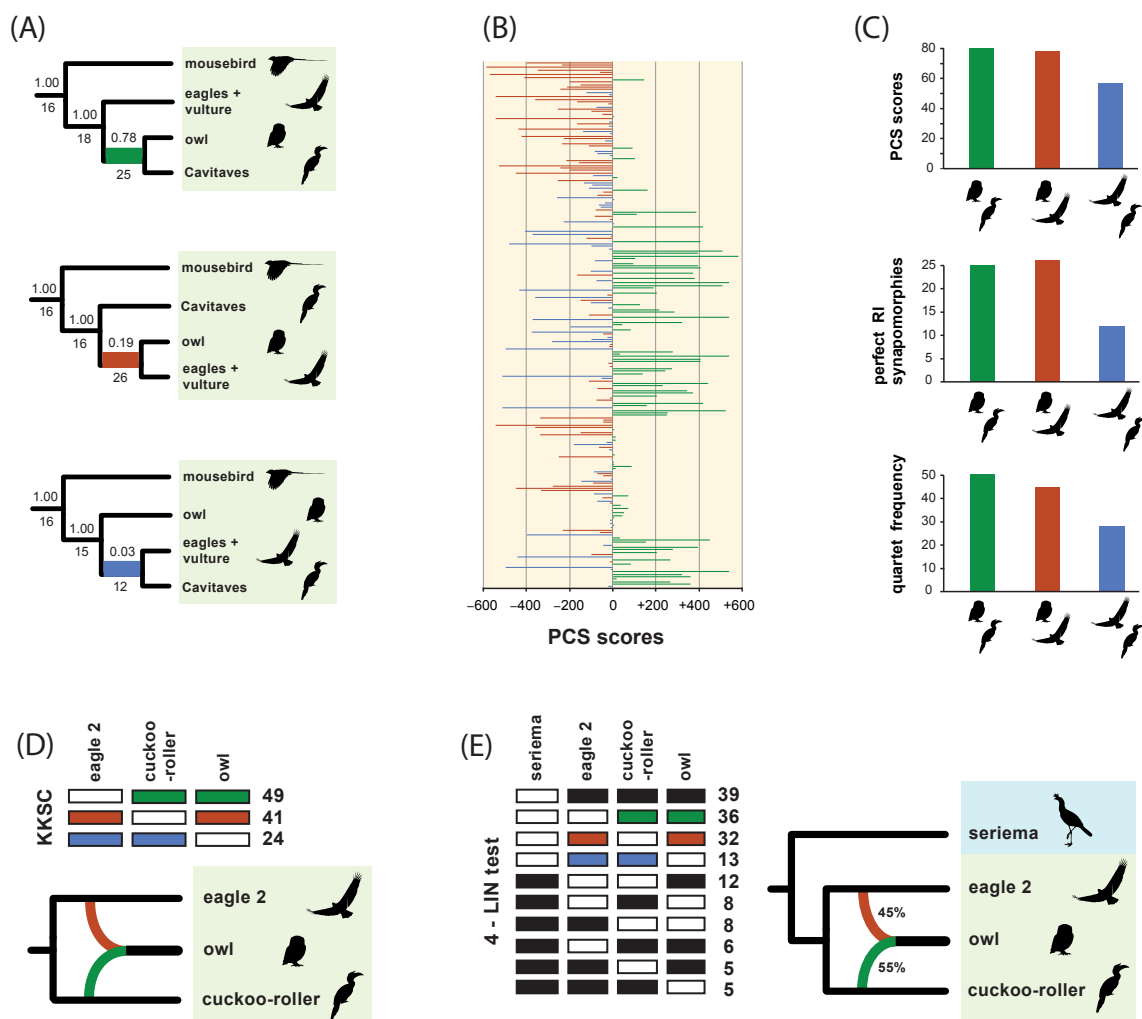 (A)
mousebird
1.00
16
eagles +
vulture
1.00
18
0.78
owl
25
Cavitaves
mousebird
1.00
16
Cavitaves
1.00
16
0.19
owl
26
eagles +
vulture
mousebird
1.00
16
owl
1.00
15
0.03
eagles +
vulture
12
Cavitaves
(B)
−600 −400 −200 0 +200 +400 +600
PCS scores
(C)
PCS scores
80
60
40
20
0
perfect RI
synapomorphies
25
20
15
10
5
0
quartet frequency
50
40
30
20
10
0
(D)
eagle 2
cuckoo
-roller
owl
KKSC
49
41
24
eagle 2
owl
cuckoo-roller
(E)
seriema
eagle 2
cuckoo
-roller
owl
4 - LIN test
39
36
32
13
12
8
8
6
5
5
seriema
eagle 2
45%
owl
55%
cuckoo-roller